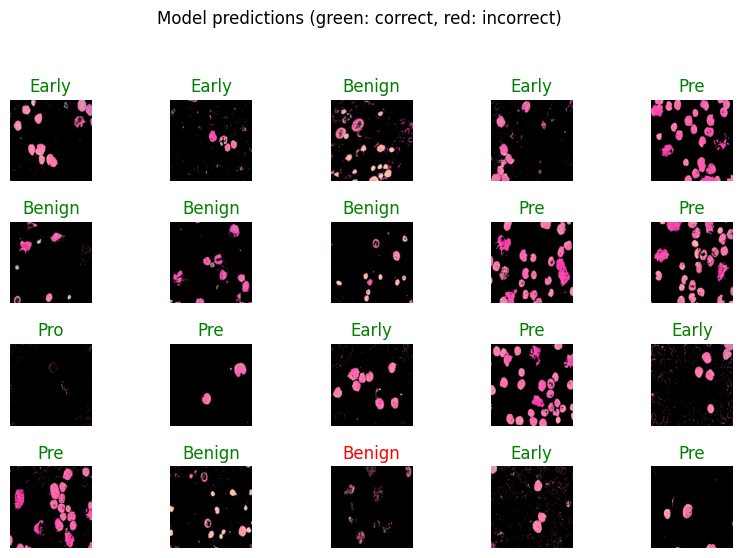 Model predictions (green: correct, red: incorrect)
Early Early Benign Early Pre
Benign Benign Benign Pre Pre
Pro Pre Early Pre Early
Pre Benign Benign Early Pre